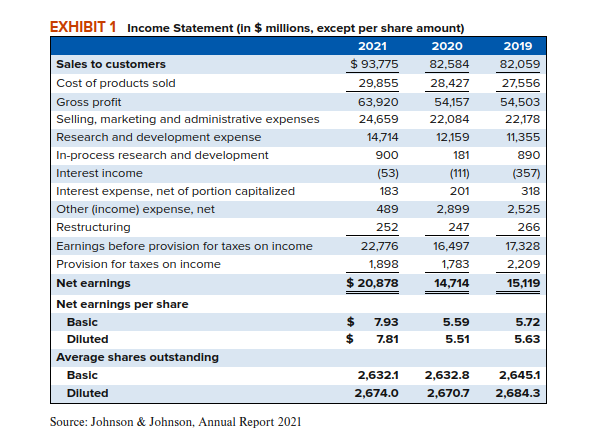 EXHIBIT 1 Income Statement (in $ millions, except per share amount)
2021 2020 2019
Sales to customers $ 93,775 82,584 82,059
Cost of products sold 29,855 28,427 27,556
Gross profit 63,920 54,157 54,503
Selling, marketing and administrative expenses 24,659 22,084 22,178
Research and development expense 14,714 12,159 11,355
In-process research and development 900 181 890
Interest income (53) (111) (357)
Interest expense, net of portion capitalized 183 201 318
Other (income) expense, net 489 2,899 2,525
Restructuring 252 247 266
Earnings before provision for taxes on income 22,776 16,497 17,328
Provision for taxes on income 1,898 1,783 2,209
Net earnings $ 20,878 14,714 15,119
Net earnings per share
Basic $ 7.93 5.59 5.72
Diluted $ 7.81 5.51 5.63
Average shares outstanding
Basic 2,632.1 2,632.8 2,645.1
Diluted 2,674.0 2,670.7 2,684.3
Source: Johnson & Johnson, Annual Report 2021